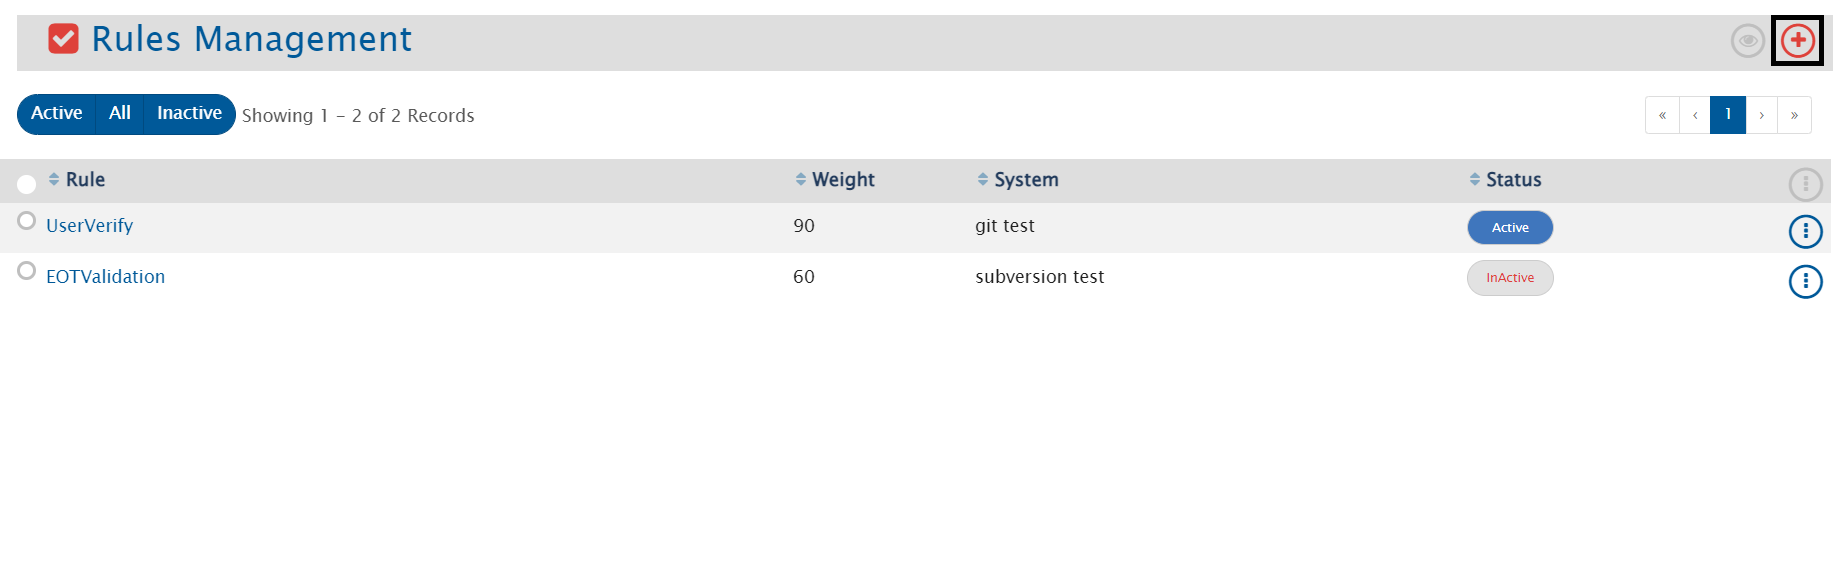 Rules Management
Active All Inactive Showing 1 - 2 of 2 Records « ‹ 1 › »
Rule Weight System Status
UserVerify 90 git test Active
EOTValidation 60 subversion test InActive